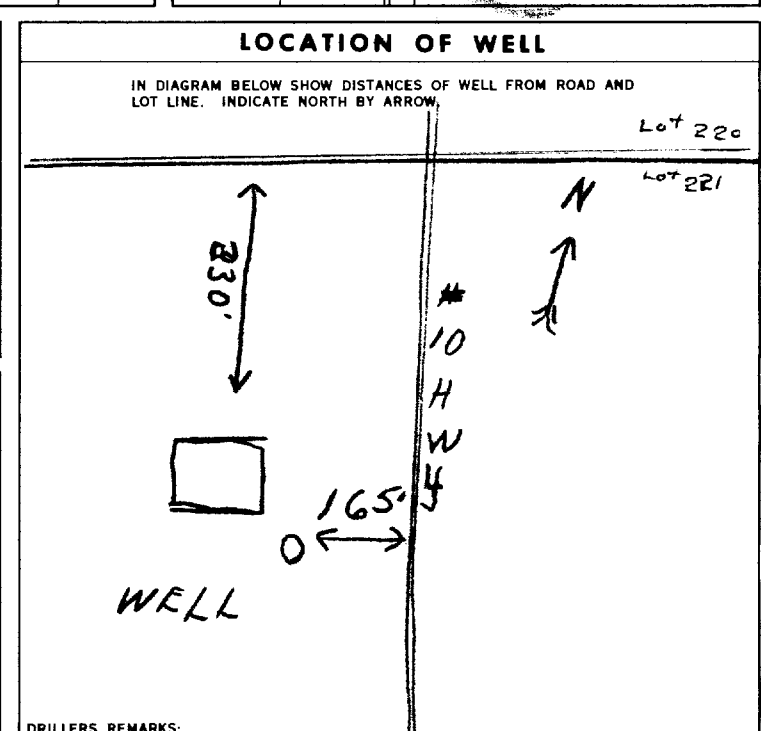 LOCATION OF WELL
IN DIAGRAM BELOW SHOW DISTANCES OF WELL FROM ROAD AND
LOT LINE. INDICATE NORTH BY ARROW.
Lot 220
Lot 221
N
# 10 HWY
165'
WELL
DRILLERS REMARKS: